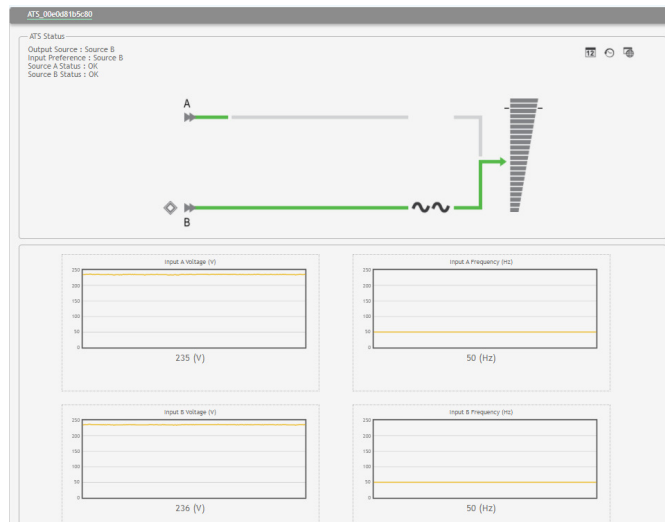 ATS_00e0d81b5c80
ATS Status
Output Source : Source B
Input Preference : Source B
Source A Status : OK
Source B Status : OK
12
A
B
Input A Voltage (V)
250
200
150
100
50
0
235 (V)
Input A Frequency (Hz)
250
200
150
100
50
0
50 (Hz)
Input B Voltage (V)
250
200
150
100
50
0
236 (V)
Input B Frequency (Hz)
250
200
150
100
50
0
50 (Hz)